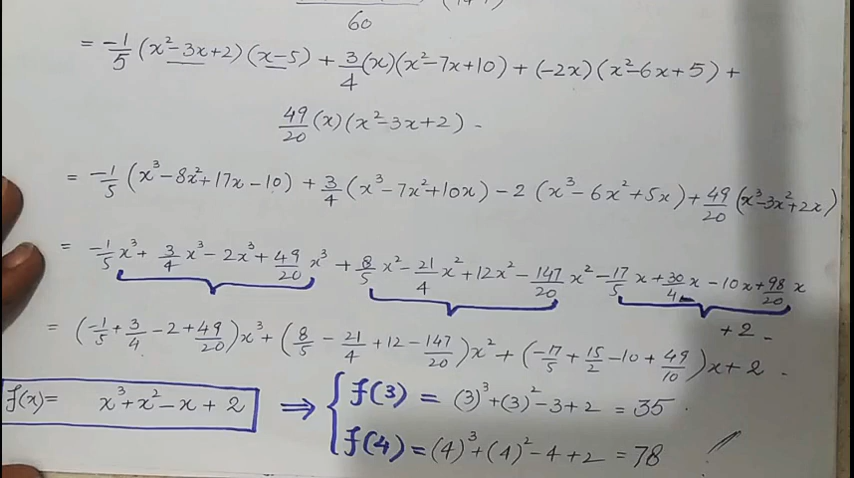 60
= -1/5 (x²-3x+2)(x-5) + 3/4 (x)(x²-7x+10) + (-2x)(x²-6x+5) +
49/20 (x)(x²-3x+2) -
= -1/5 (x³-8x²+17x-10) + 3/4 (x³-7x²+10x) - 2 (x³-6x²+5x) + 49/20 (x³-3x²+2x)
= -1/5 x³ + 3/4 x³ - 2x³ + 49/20 x³ + 8/5 x² - 21/4 x² + 12x² - 147/20 x² - 17/5 x + 30/4 x - 10x + 98/20 x
+ 2 -
= (-1/5 + 3/4 - 2 + 49/20) x³ + (8/5 - 21/4 + 12 - 147/20) x² + (-17/5 + 15/2 - 10 + 49/10) x + 2 .
f(x) = x³+x²-x+2 ⇒ { f(3) = (3)³+(3)²-3+2 = 35 .
f(4) = (4)³+(4)²-4+2 = 78